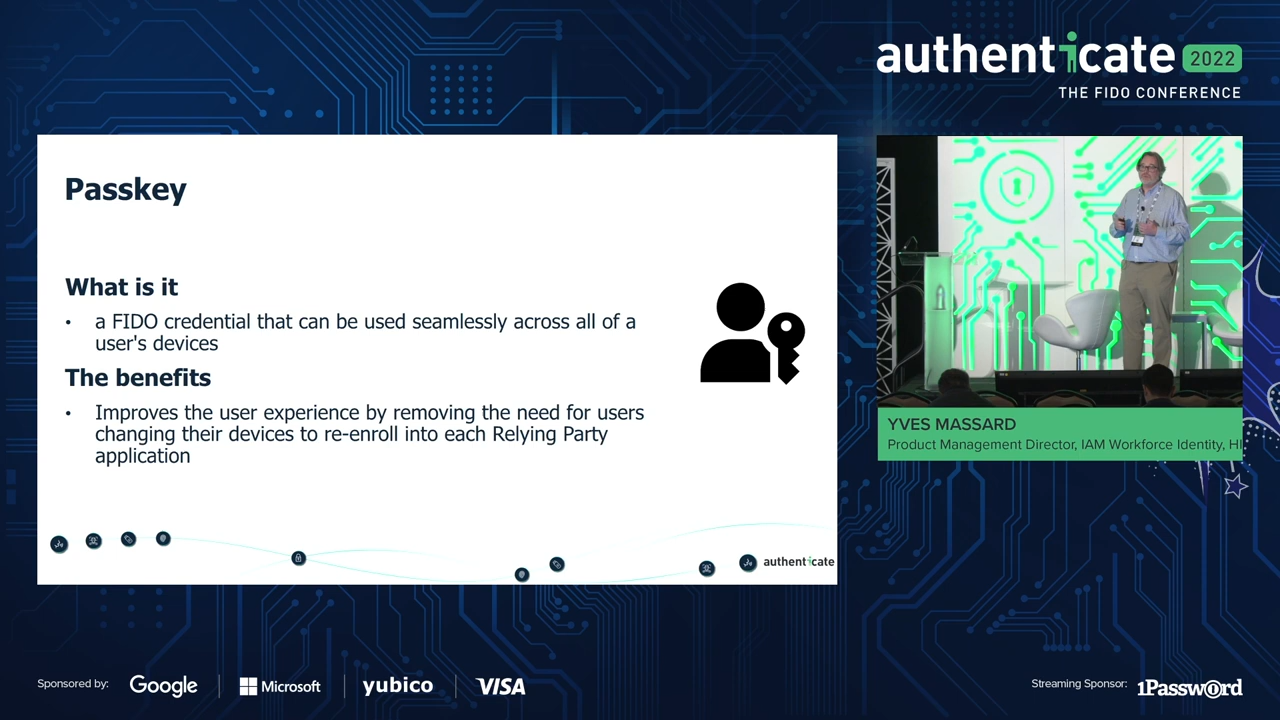 authenticate 2022
THE FIDO CONFERENCE
Passkey
What is it
• a FIDO credential that can be used seamlessly across all of a
user's devices
The benefits
• Improves the user experience by removing the need for users
changing their devices to re-enroll into each Relying Party
application
authenticate
YVES MASSARD
Product Management Director, IAM Workforce Identity, HI
Sponsored by:
Google
Microsoft
yubico
VISA
Streaming Sponsor:
1Password